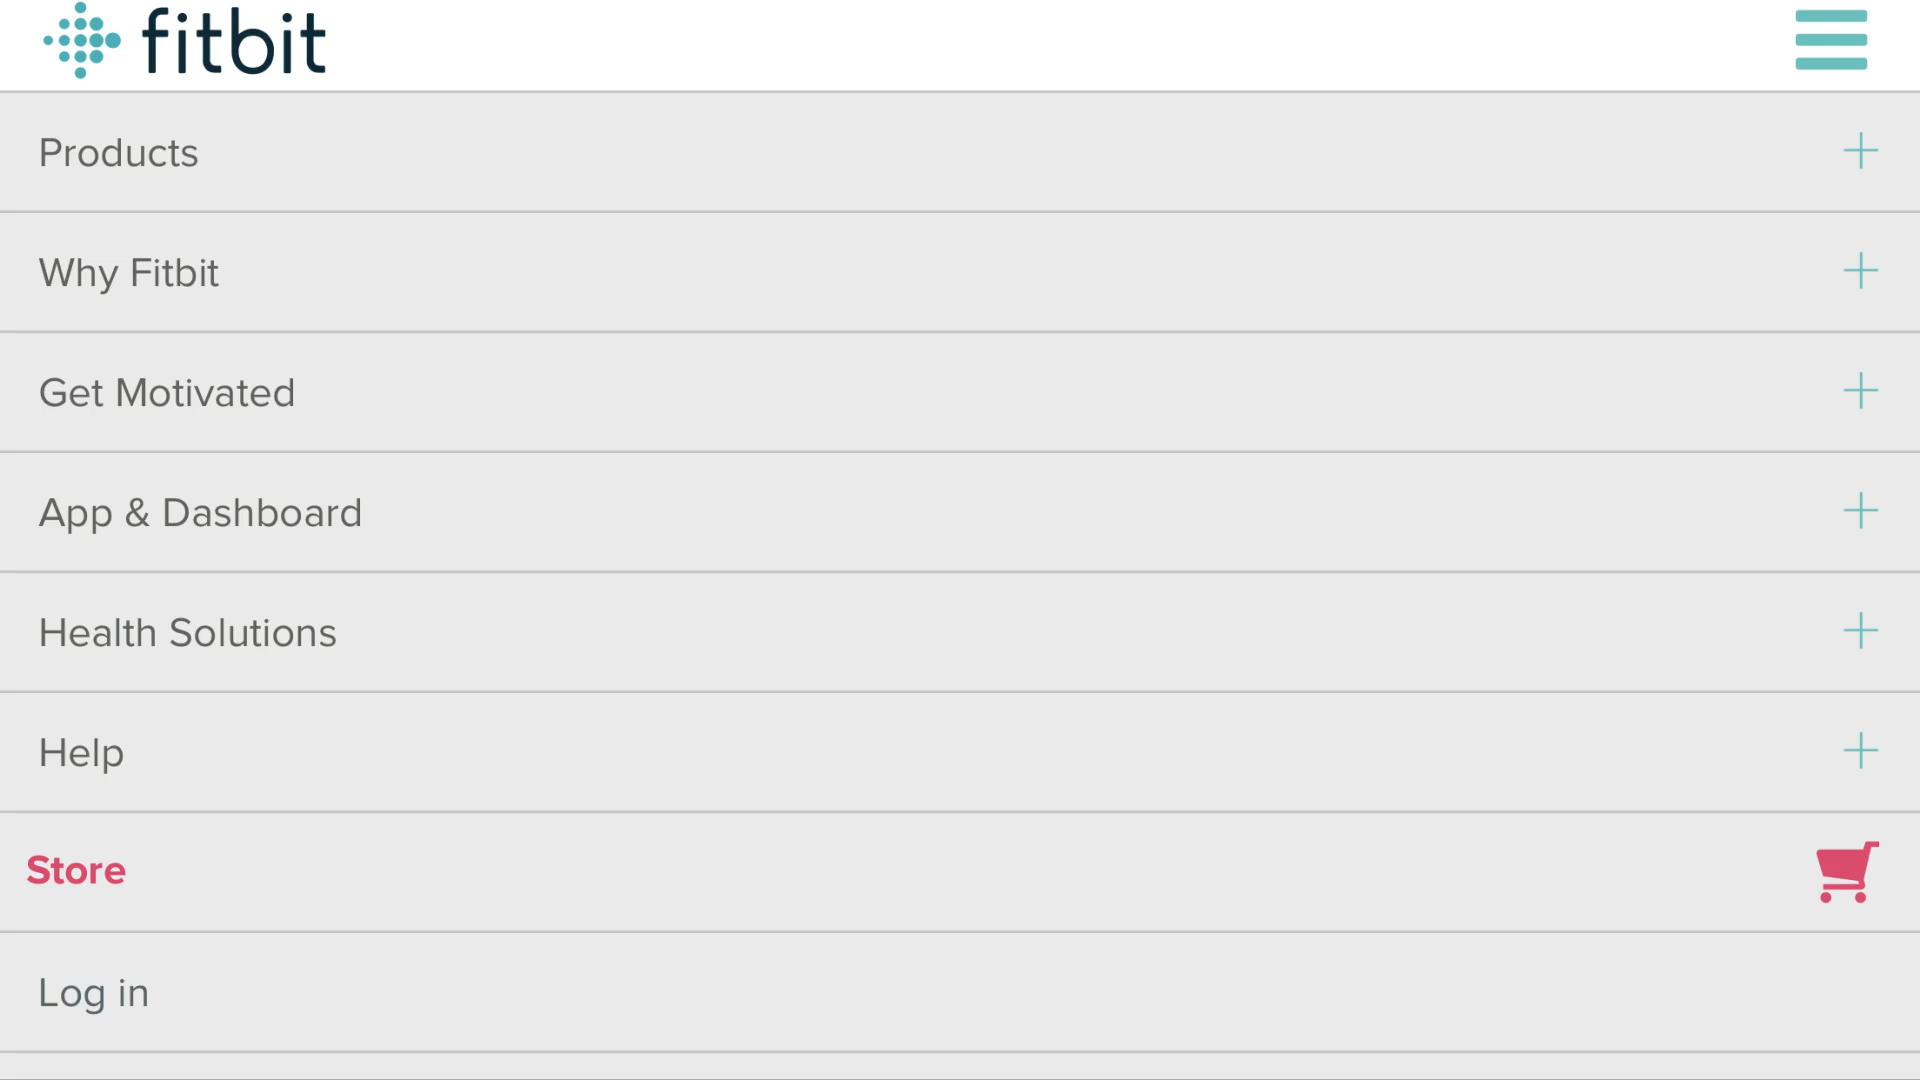 fitbit
Products
Why Fitbit
Get Motivated
App & Dashboard
Health Solutions
Help
Store
Log in